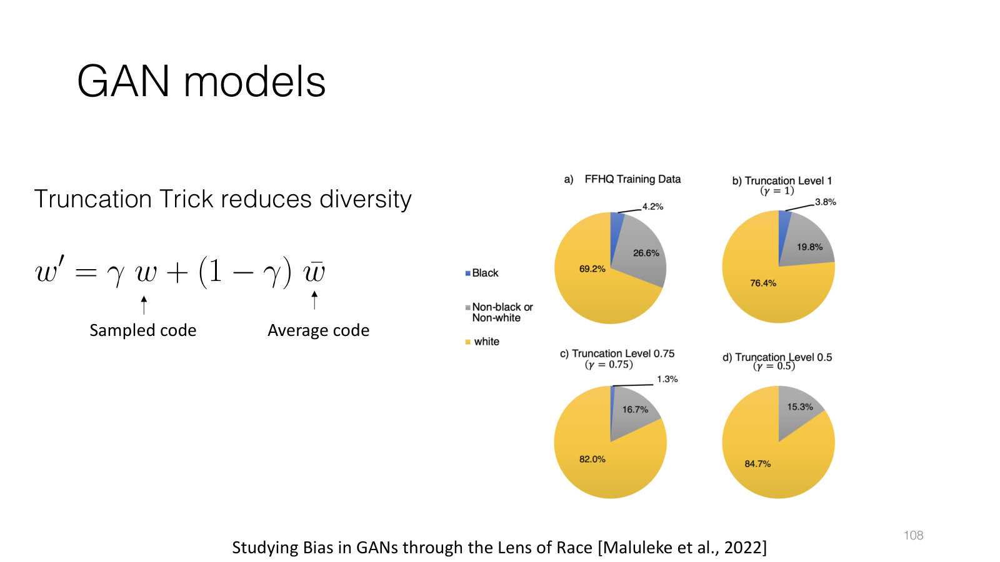 GAN models
Truncation Trick reduces diversity
w′ = γ w + (1 − γ) w̄
Sampled code
Average code
Black
Non-black or
Non-white
white
a) FFHQ Training Data
4.2%
26.6%
69.2%
b) Truncation Level 1
(γ = 1)
3.8%
19.8%
76.4%
c) Truncation Level 0.75
(γ = 0.75)
1.3%
16.7%
82.0%
d) Truncation Level 0.5
(γ = 0.5)
15.3%
84.7%
108
Studying Bias in GANs through the Lens of Race [Maluleke et al., 2022]